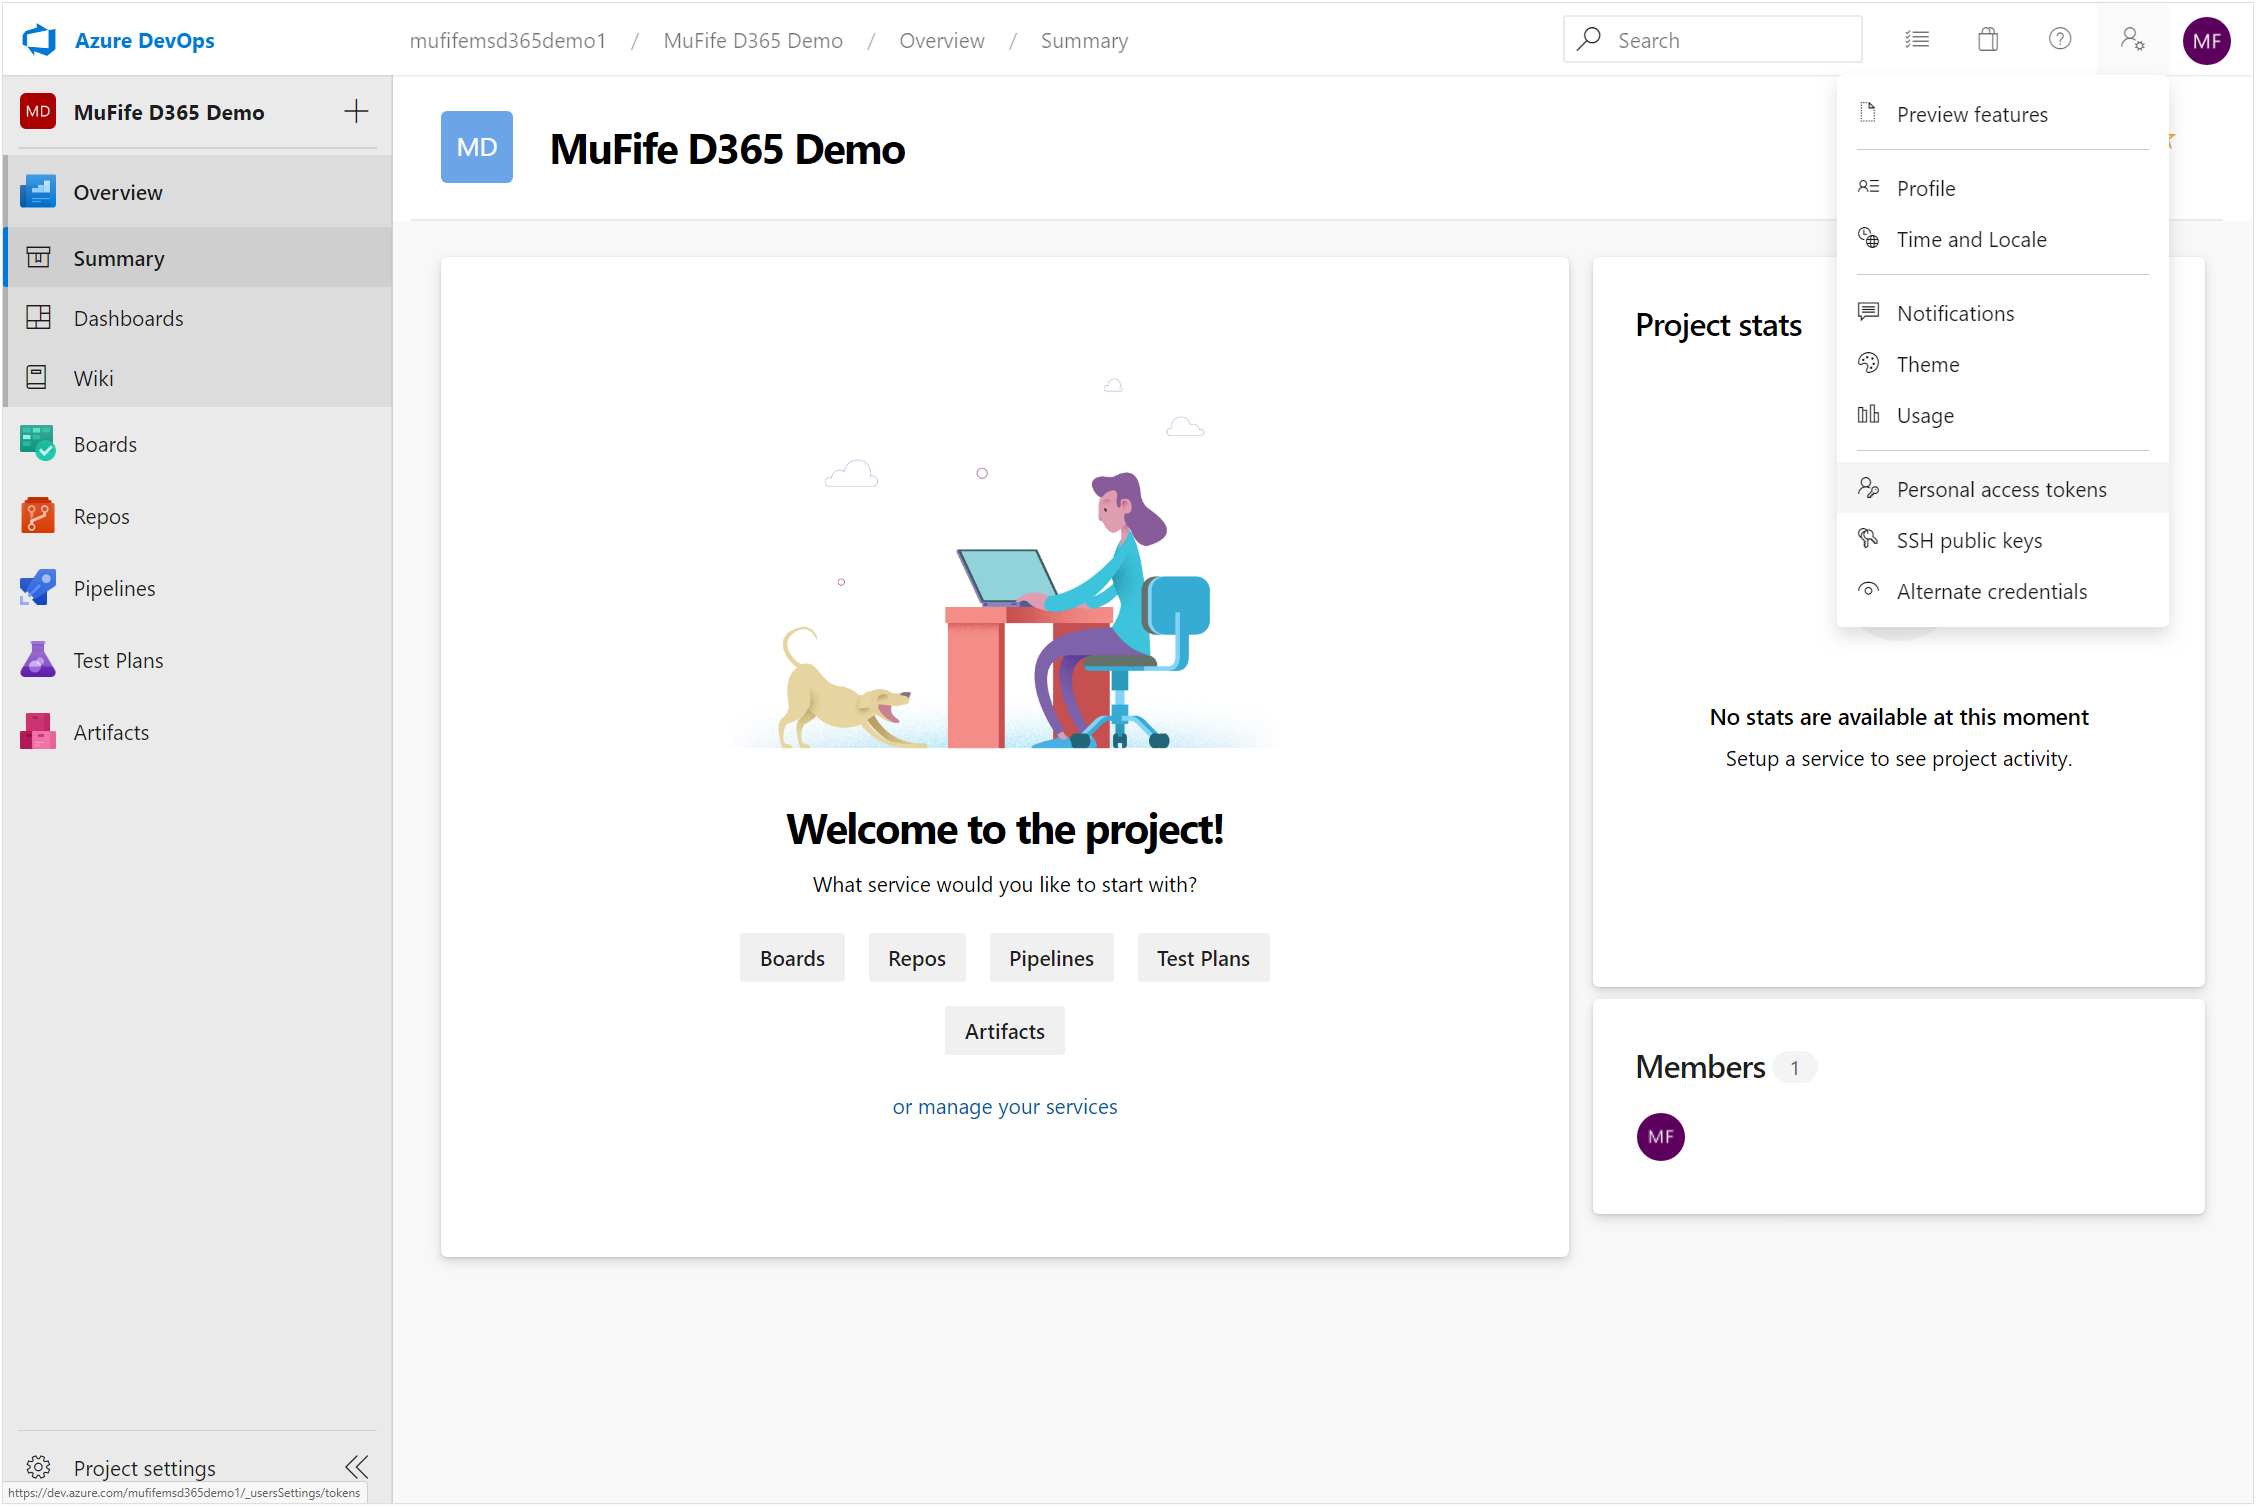 Azure DevOps
mufifemsd365demo1 / MuFife D365 Demo / Overview / Summary
Search
MF
MD
MuFife D365 Demo
Overview
Summary
Dashboards
Wiki
Boards
Repos
Pipelines
Test Plans
Artifacts
Project settings
https://dev.azure.com/mufifemsd365demo1/_usersSettings/tokens
MD
MuFife D365 Demo
Welcome to the project!
What service would you like to start with?
Boards Repos Pipelines Test Plans
Artifacts
or manage your services
Project stats
No stats are available at this moment
Setup a service to see project activity.
Members 1
MF
Preview features
Profile
Time and Locale
Notifications
Theme
Usage
Personal access tokens
SSH public keys
Alternate credentials